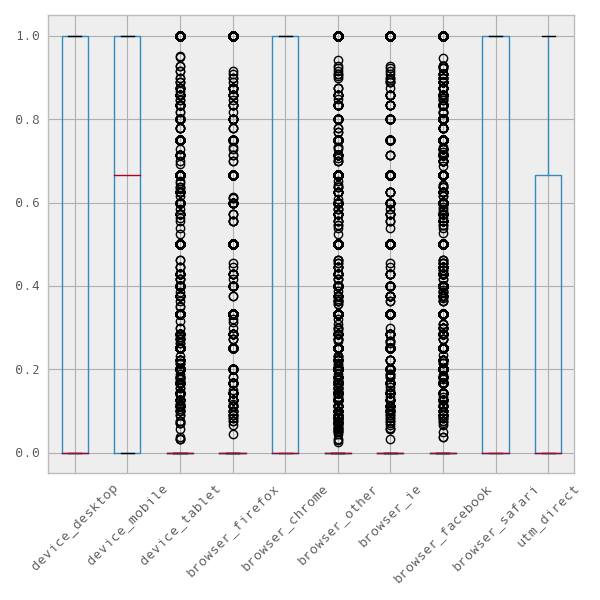 1.0
0.8
0.6
0.4
0.2
0.0
device_desktop
device_mobile
device_tablet
browser_firefox
browser_chrome
browser_other
browser_ie
browser_facebook
browser_safari
utm_direct